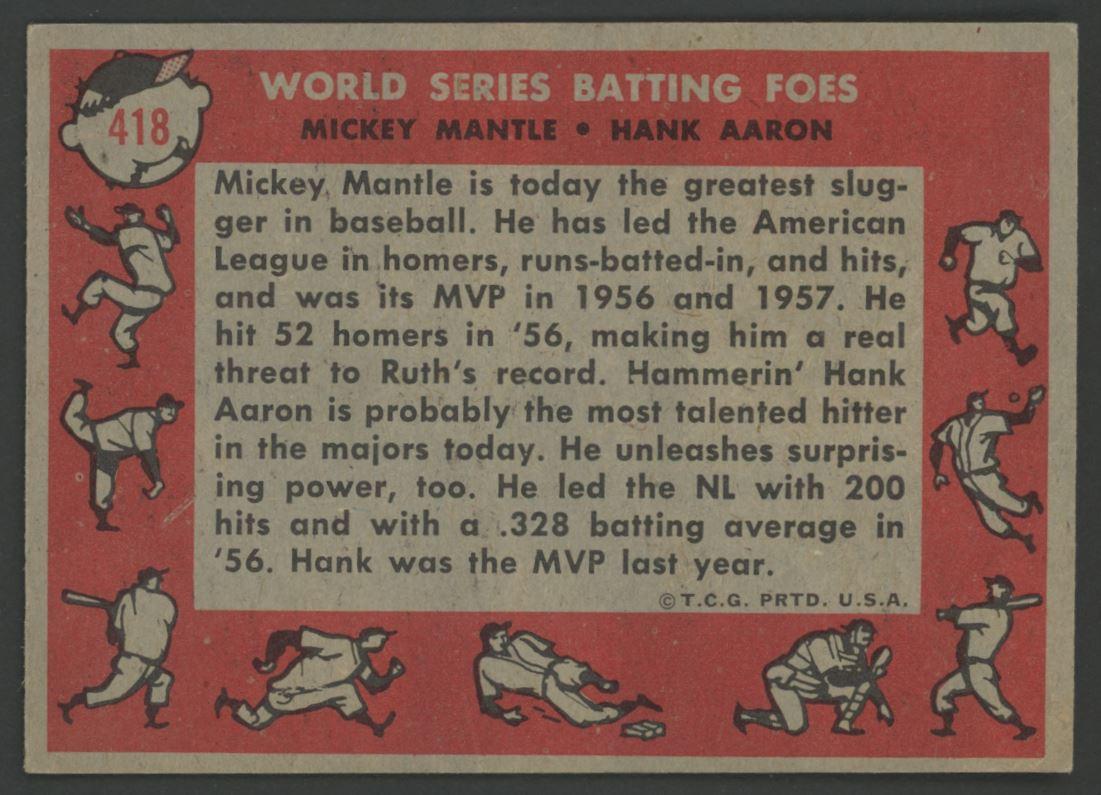 418
WORLD SERIES BATTING FOES
MICKEY MANTLE • HANK AARON
Mickey Mantle is today the greatest slug-
ger in baseball. He has led the American
League in homers, runs-batted-in, and hits,
and was its MVP in 1956 and 1957. He
hit 52 homers in '56, making him a real
threat to Ruth's record. Hammerin' Hank
Aaron is probably the most talented hitter
in the majors today. He unleashes surpris-
ing power, too. He led the NL with 200
hits and with a .328 batting average in
'56. Hank was the MVP last year.
© T.C.G. PRTD. U.S.A.